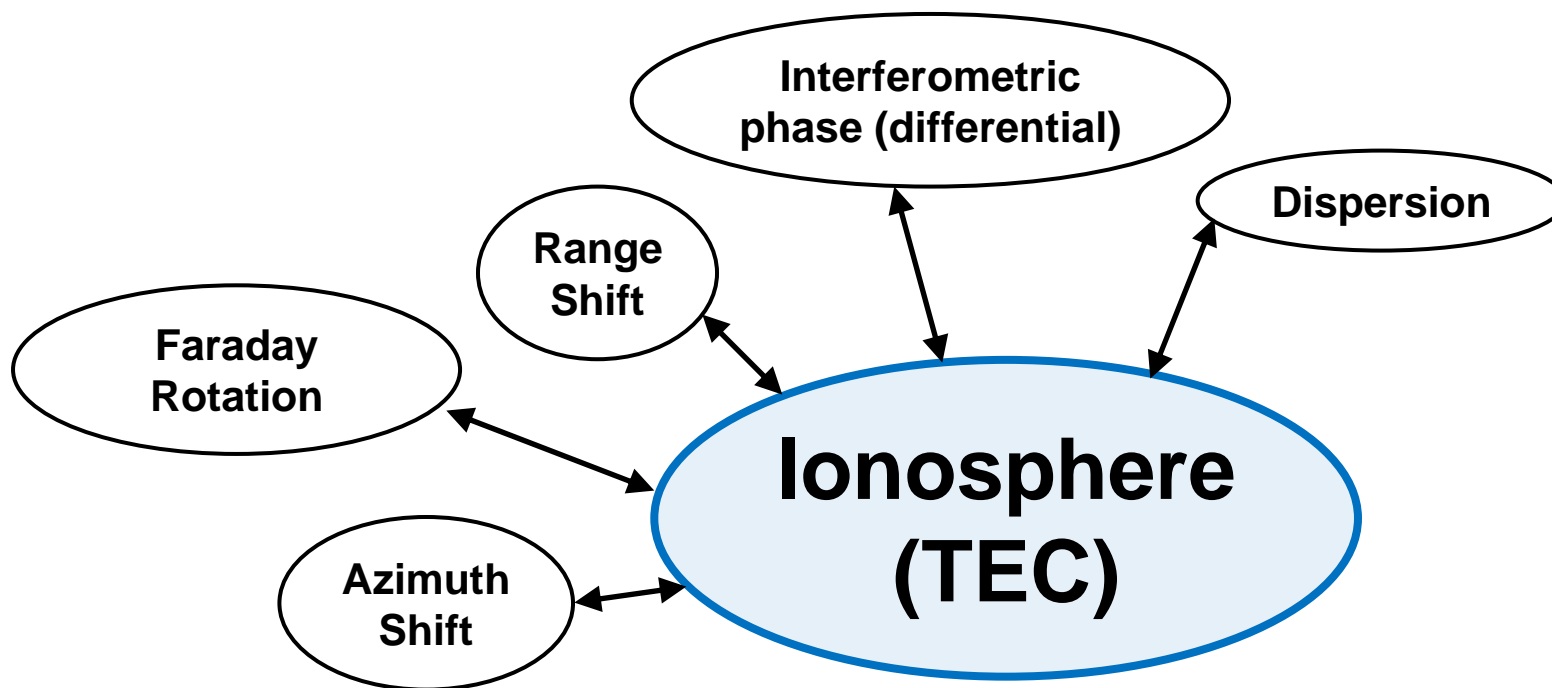 Interferometric
phase (differential)
Dispersion
Range
Shift
Faraday
Rotation
Ionosphere
(TEC)
Azimuth
Shift